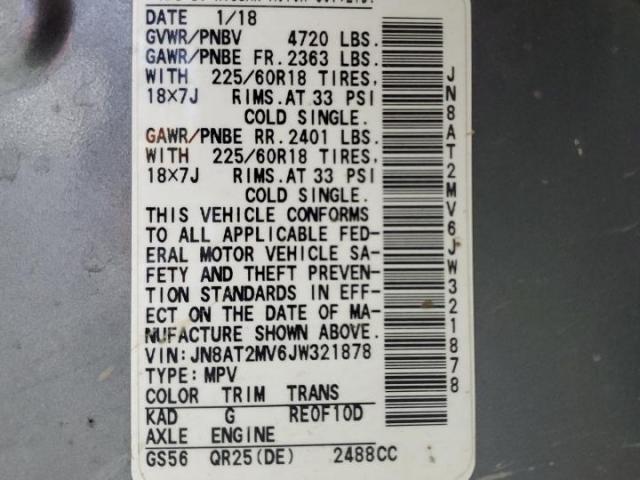 DATE 1/18
GVWR/PNBV 4720 LBS.
GAWR/PNBE FR. 2363 LBS.
WITH 225/60R18 TIRES,
18×7J RIMS. AT 33 PSI
COLD SINGLE.
GAWR/PNBE RR. 2401 LBS.
WITH 225/60R18 TIRES,
18×7J RIMS. AT 33 PSI
COLD SINGLE.
THIS VEHICLE CONFORMS
TO ALL APPLICABLE FED-
ERAL MOTOR VEHICLE SA-
FETY AND THEFT PREVEN-
TION STANDARDS IN EFF-
ECT ON THE DATE OF MA-
NUFACTURE SHOWN ABOVE.
VIN: JN8AT2MV6JW321878
TYPE: MPV
COLOR TRIM TRANS
KAD G RE0F10D
AXLE ENGINE
GS56 QR25(DE) 2488CC
JN8AT2MV6JW321878